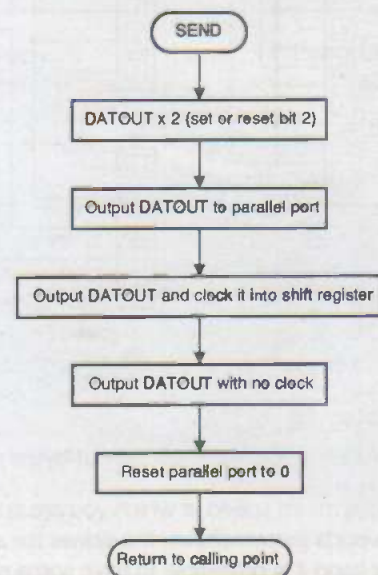 SEND
DATOUT x 2 (set or reset bit 2)
Output DATOUT to parallel port
Output DATOUT and clock it into shift register
Output DATOUT with no clock
Reset parallel port to 0
Return to calling point